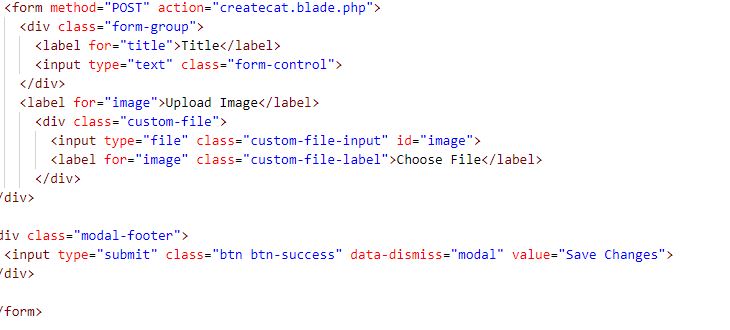 <form method="POST" action="createcat.blade.php">
<div class="form-group">
<label for="title">Title</label>
<input type="text" class="form-control">
</div>
<label for="image">Upload Image</label>
<div class="custom-file">
<input type="file" class="custom-file-input" id="image">
<label for="image" class="custom-file-label">Choose File</label>
</div>
/div>
div class="modal-footer">
<input type="submit" class="btn btn-success" data-dismiss="modal" value="Save Changes">
/div>
/form>